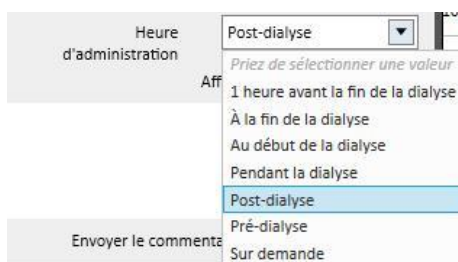 Heure
d'administration
Post-dialyse
Aff
Priez de sélectionner une valeur
1 heure avant la fin de la dialyse
À la fin de la dialyse
Au début de la dialyse
Pendant la dialyse
Post-dialyse
Pré-dialyse
Envoyer le commenta
Sur demande